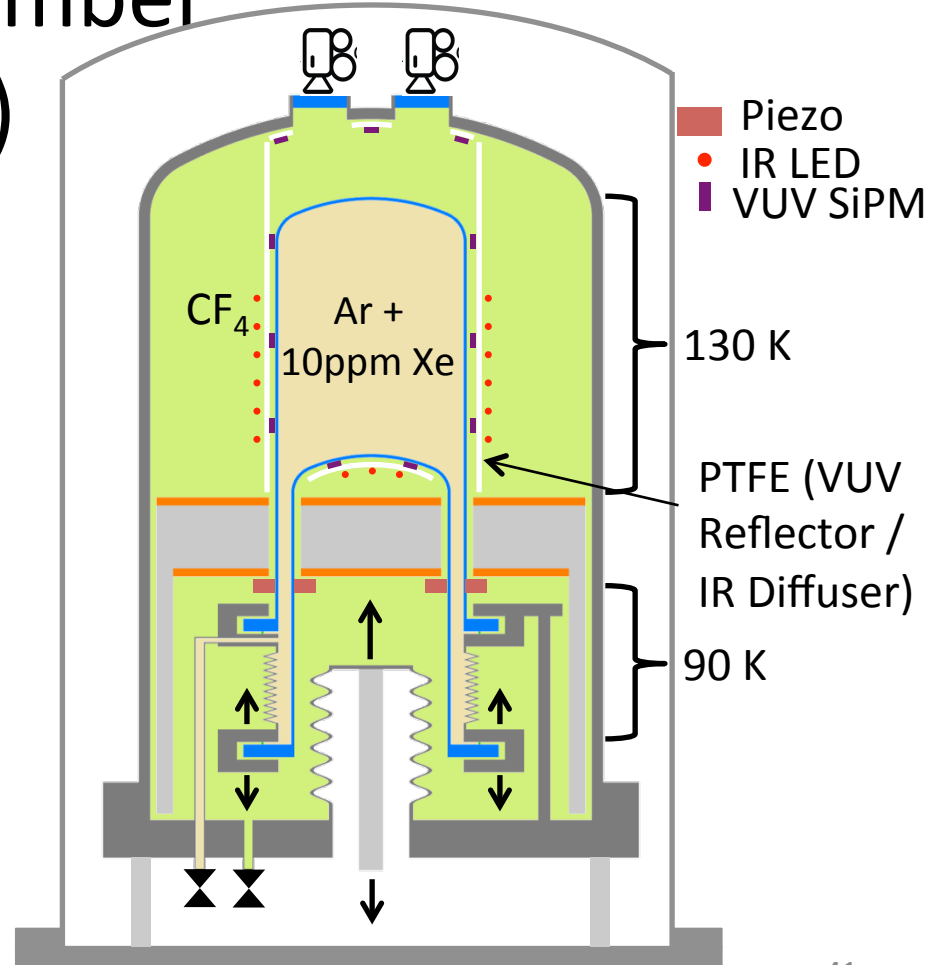 Piezo
IR LED
VUV SiPM
CF₄
Ar +
10ppm Xe
130 K
PTFE (VUV
Reflector /
IR Diffuser)
90 K